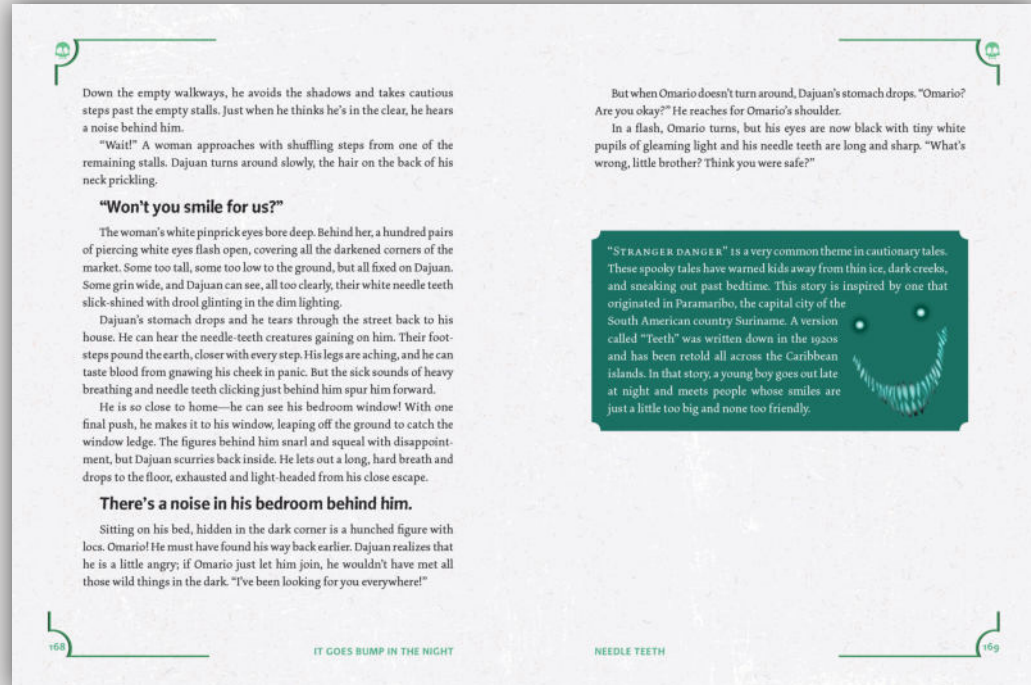 Down the empty walkways, he avoids the shadows and takes cautious
steps past the empty stalls. Just when he thinks he's in the clear, he hears
a noise behind him.
"Wait!" A woman approaches with shuffling steps from one of the
remaining stalls. Dajuan turns around slowly, the hair on the back of his
neck prickling.
"Won't you smile for us?"
The woman's white pinprick eyes bore deep. Behind her, a hundred pairs
of piercing white eyes flash open, covering all the darkened corners of the
market. Some too tall, some too low to the ground, but all fixed on Dajuan.
Some grin wide, and Dajuan can see, all too clearly, their white needle teeth
slick-shined with drool glinting in the dim lighting.
Dajuan's stomach drops and he tears through the street back to his
house. He can hear the needle-teeth creatures gaining on him. Their foot-
steps pound the earth, closer with every step. His legs are aching, and he can
taste blood from gnawing his cheek in panic. But the sick sounds of heavy
breathing and needle teeth clicking just behind him spur him forward.
He is so close to home—he can see his bedroom window! With one
final push, he makes it to his window, leaping off the ground to catch the
window ledge. The figures behind him snarl and squeal with disappoint-
ment, but Dajuan scurries back inside. He lets out a long, hard breath and
drops to the floor, exhausted and light-headed from his close escape.
There's a noise in his bedroom behind him.
Sitting on his bed, hidden in the dark corner is a hunched figure with
locs. Omario! He must have found his way back earlier. Dajuan realizes that
he is a little angry; if Omario just let him join, he wouldn't have met all
those wild things in the dark. "I've been looking for you everywhere!"
168
IT GOES BUMP IN THE NIGHT
But when Omario doesn't turn around, Dajuan's stomach drops. "Omario?
Are you okay?" He reaches for Omario's shoulder.
In a flash, Omario turns, but his eyes are now black with tiny white
pupils of gleaming light and his needle teeth are long and sharp. "What's
wrong, little brother? Think you were safe?"
"STRANGER DANGER" IS a very common theme in cautionary tales.
These spooky tales have warned kids away from thin ice, dark creeks,
and sneaking out past bedtime. This story is inspired by one that
originated in Paramaribo, the capital city of the
South American country Suriname. A version
called "Teeth" was written down in the 1920s
and has been retold all across the Caribbean
islands. In that story, a young boy goes out late
at night and meets people whose smiles are
just a little too big and none too friendly.
NEEDLE TEETH
169